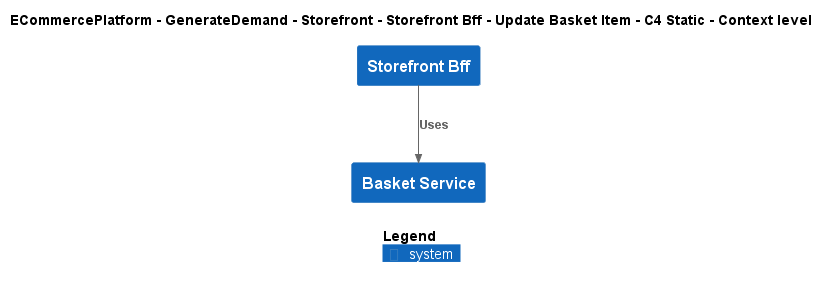 ECommercePlatform - GenerateDemand - Storefront - Storefront Bff - Update Basket Item - C4 Static - Context level
Storefront Bff
Uses
Basket Service
Legend
system